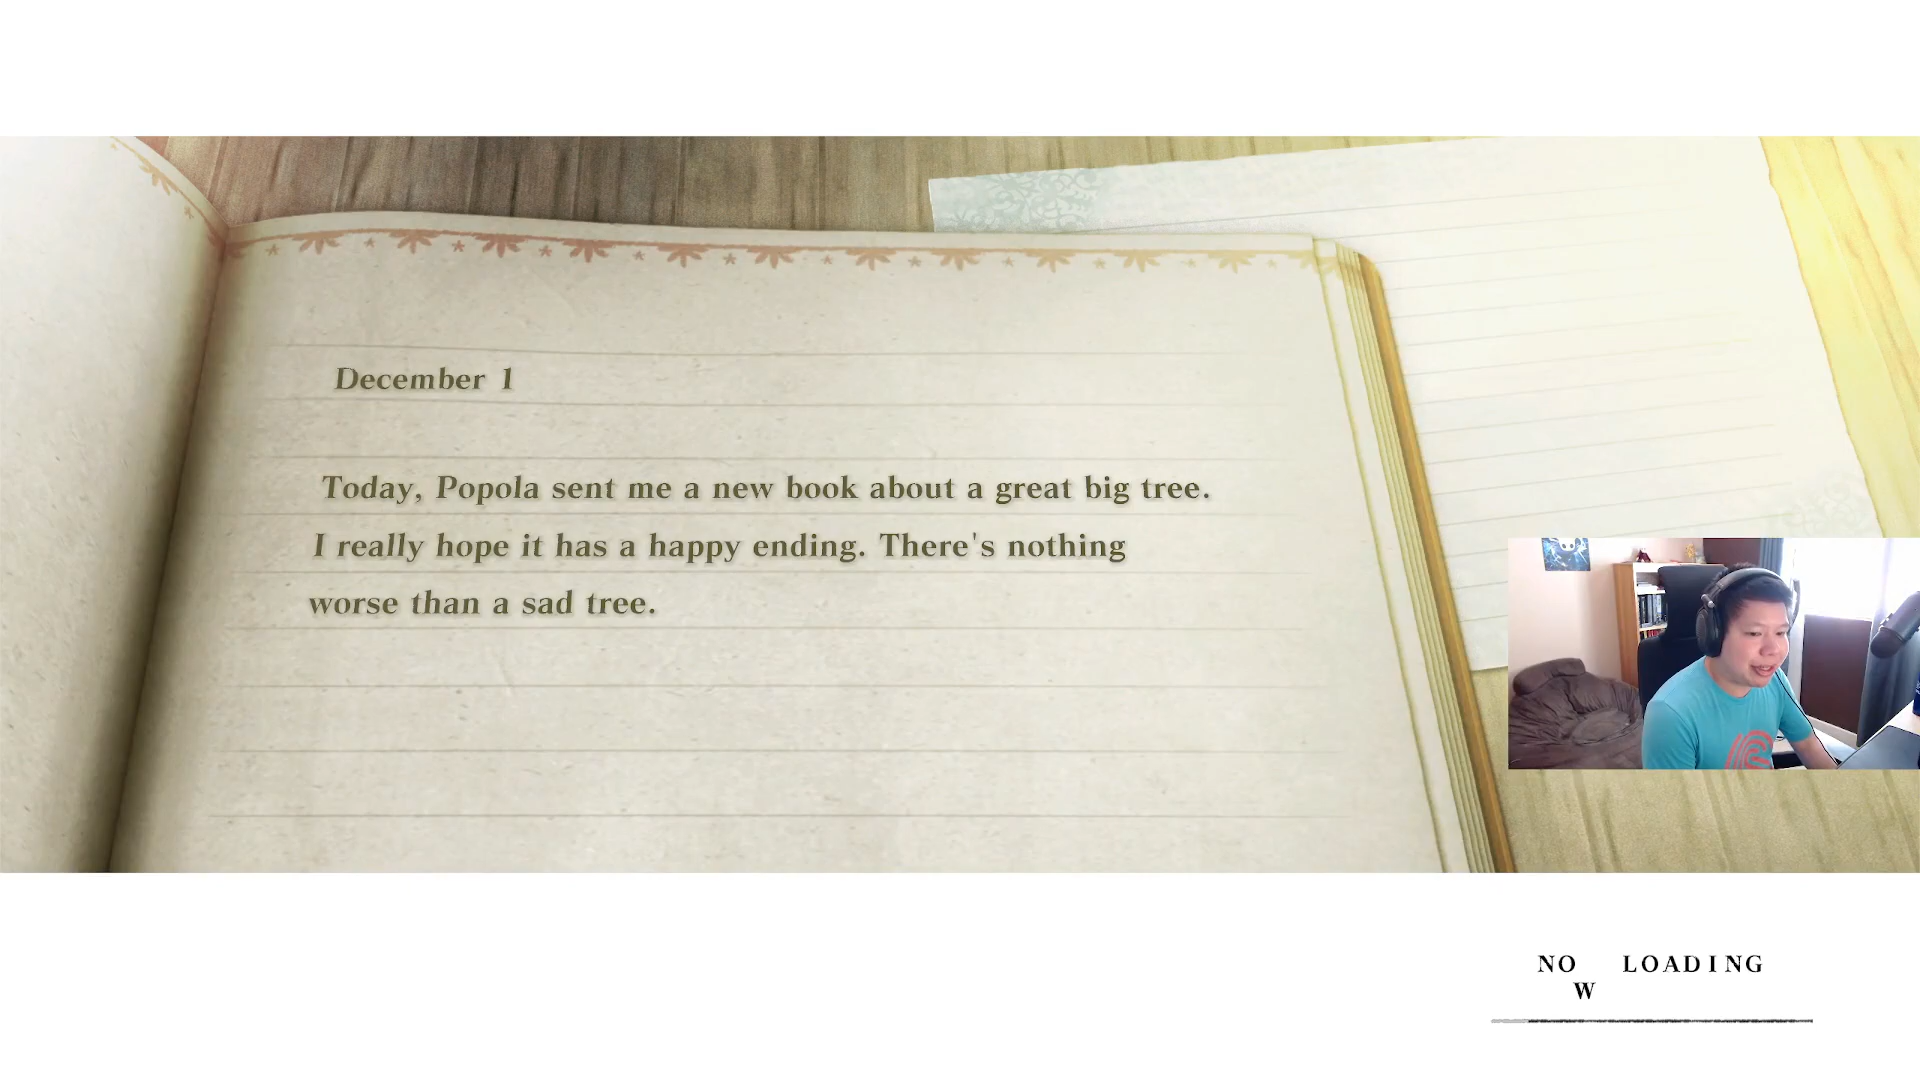 December 1
Today, Popola sent me a new book about a great big tree.
I really hope it has a happy ending. There's nothing
worse than a sad tree.
NOW LOADING